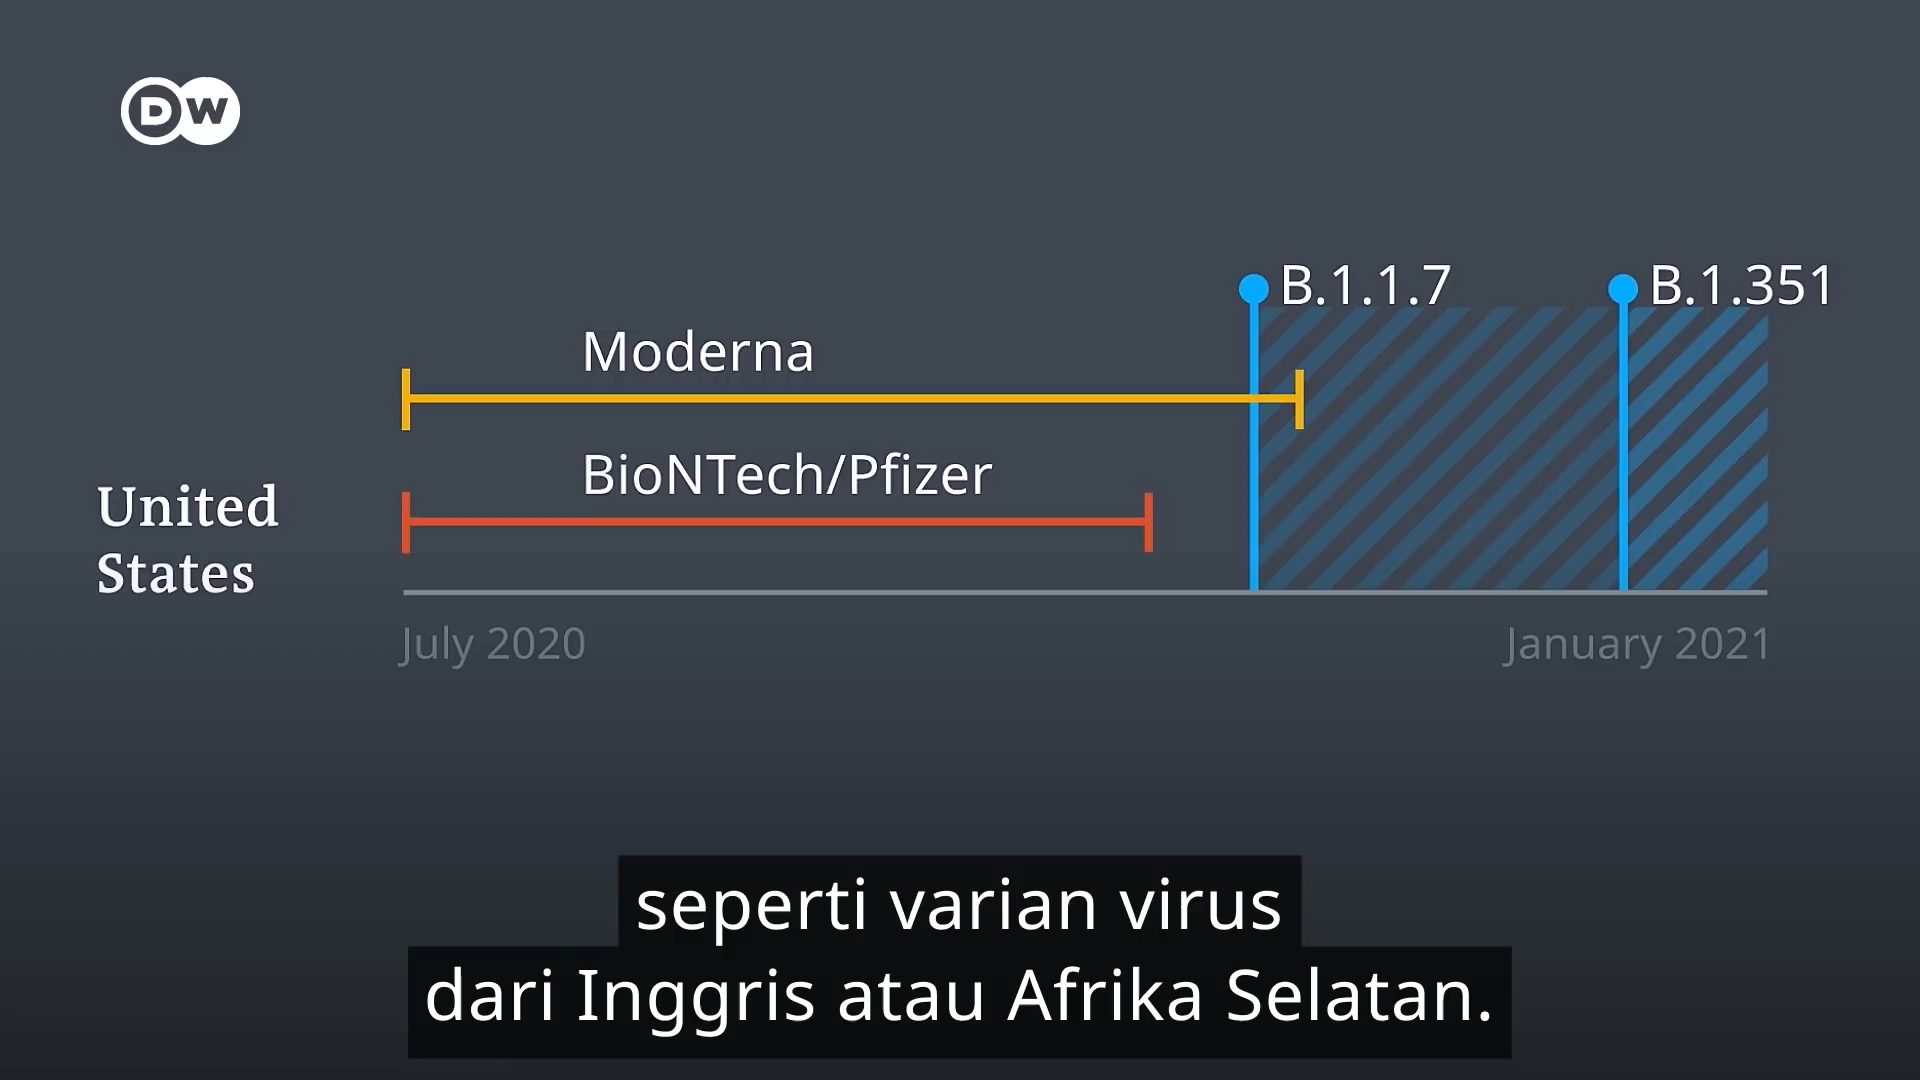 DW
B.1.1.7
B.1.351
Moderna
BioNTech/Pfizer
United
States
July 2020
January 2021
seperti varian virus
dari Inggris atau Afrika Selatan.